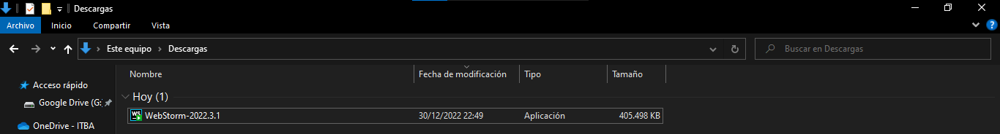 Descargas
Archivo Inicio Compartir Vista
Este equipo Descargas Buscar en Descargas
Nombre Fecha de modificación Tipo Tamaño
Acceso rápido
Hoy (1)
Google Drive (G:
WS WebStorm-2022.3.1 30/12/2022 22:49 Aplicación 405.498 KB
OneDrive - ITBA